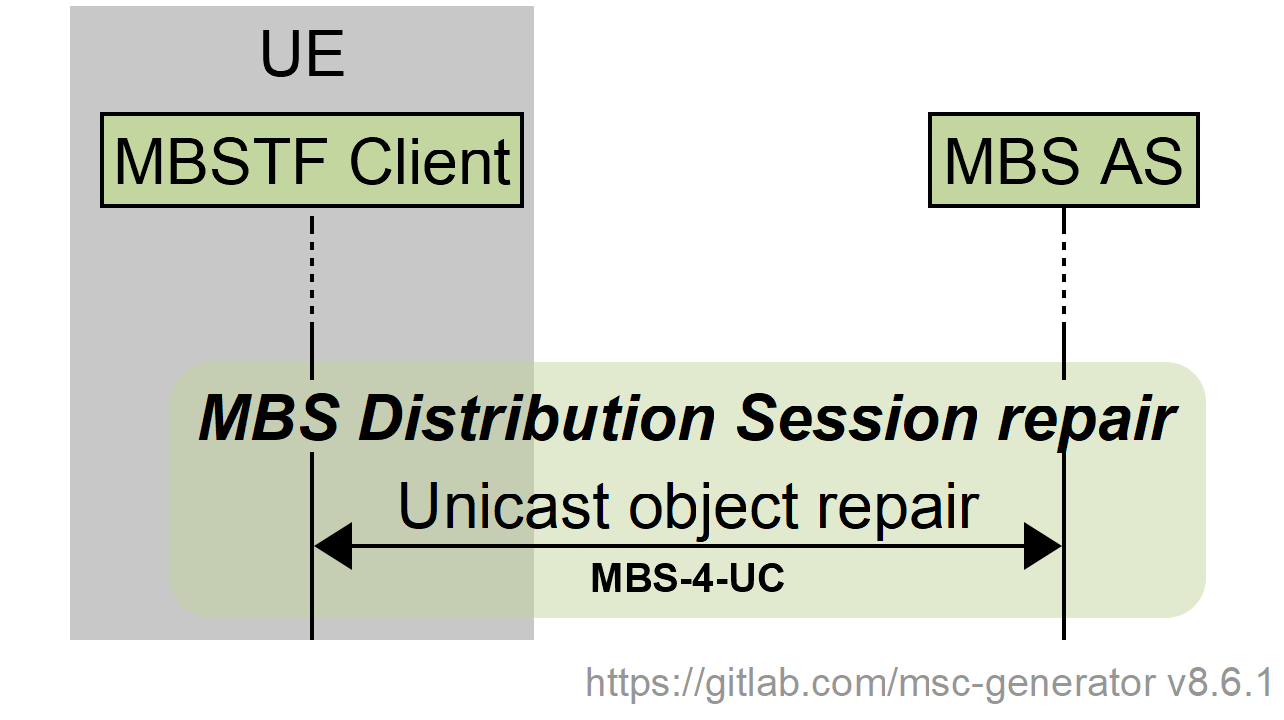 UE
MBSTF Client
MBS AS
MBS Distribution Session repair
Unicast object repair
MBS-4-UC
https://gitlab.com/msc-generator v8.6.1